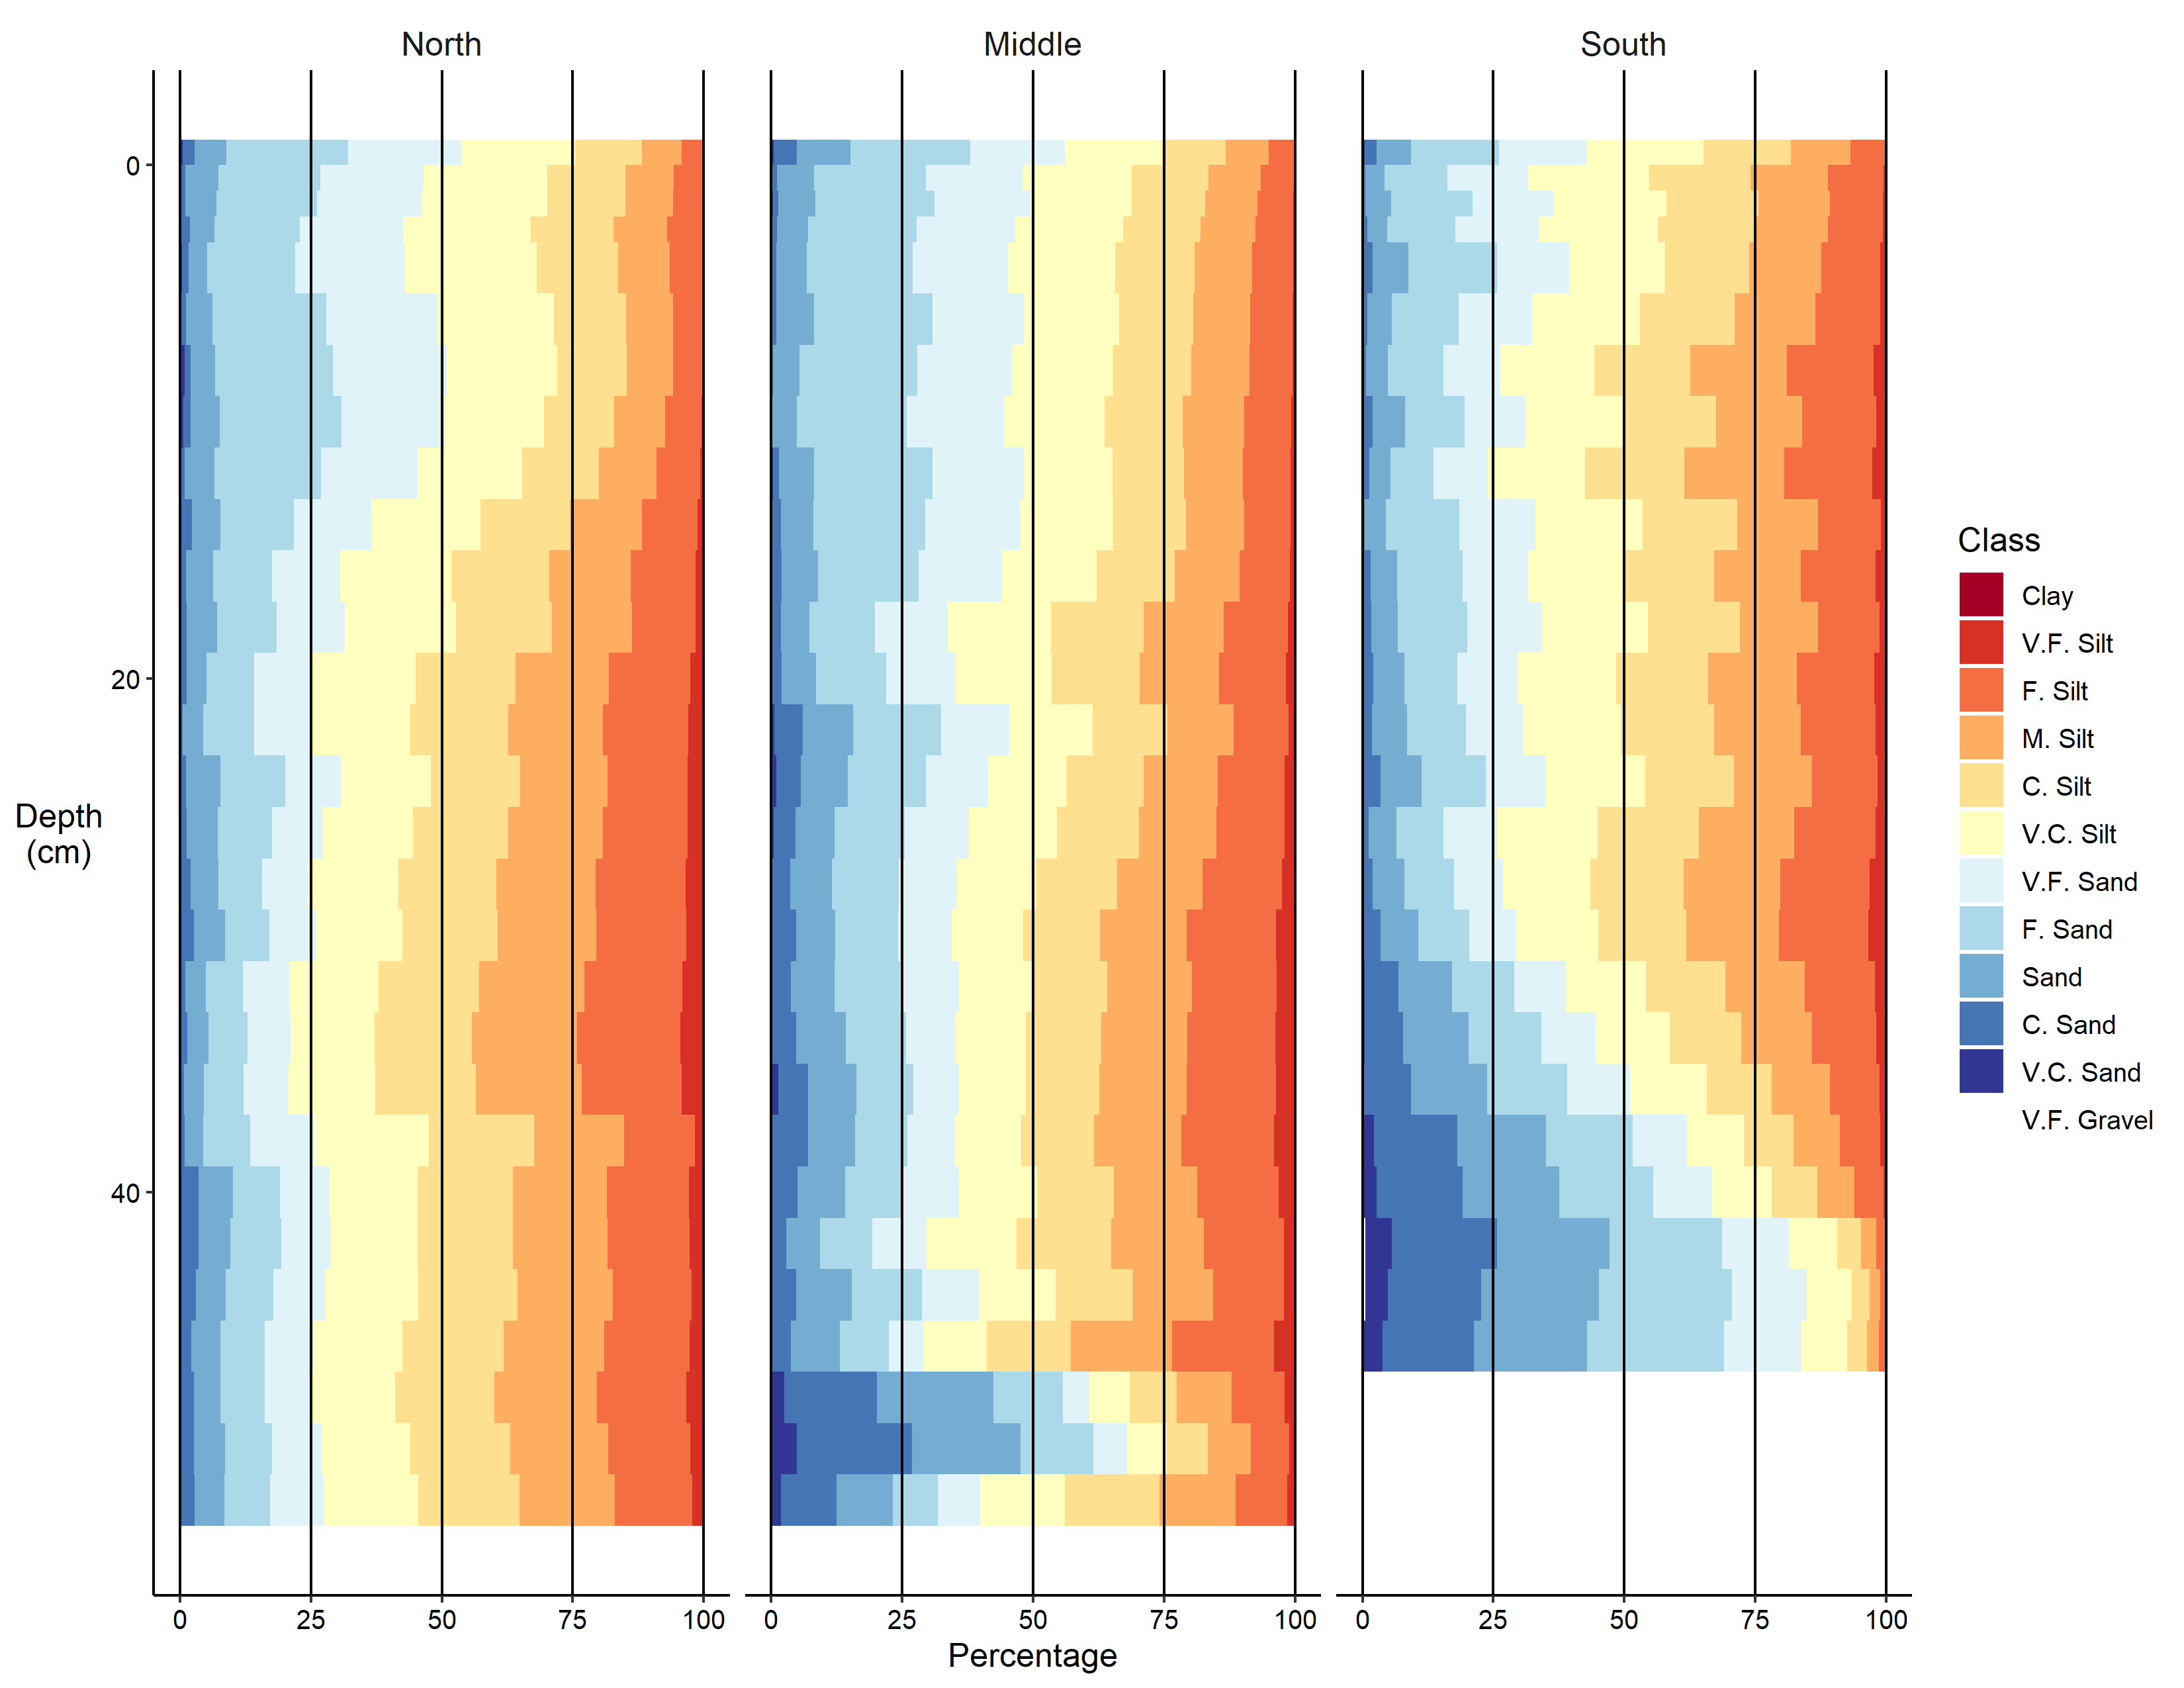 North
Middle
South
0
20
40
Depth
(cm)
0 25 50 75 100
0 25 50 75 100
0 25 50 75 100
Percentage
Class
Clay
V.F. Silt
F. Silt
M. Silt
C. Silt
V.C. Silt
V.F. Sand
F. Sand
Sand
C. Sand
V.C. Sand
V.F. Gravel